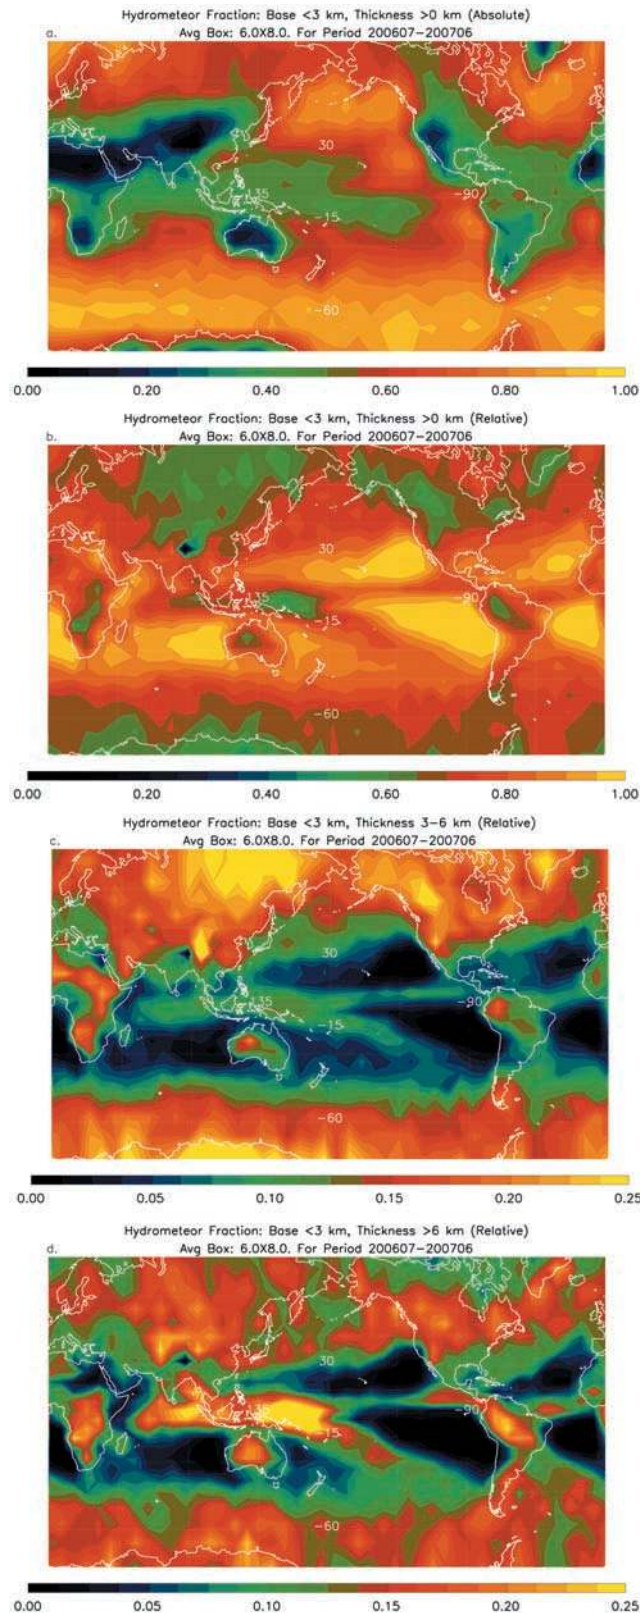 Hydrometeor Fraction: Base <3 km, Thickness >0 km (Absolute)
a. Avg Box: 6.0X8.0. For Period 200607-200706
30
135
-90
-15
-60
0.00 0.20 0.40 0.60 0.80 1.00
Hydrometeor Fraction: Base <3 km, Thickness >0 km (Relative)
b. Avg Box: 6.0X8.0. For Period 200607-200706
30
135
-90
-15
-60
0.00 0.20 0.40 0.60 0.80 1.00
Hydrometeor Fraction: Base <3 km, Thickness 3-6 km (Relative)
c. Avg Box: 6.0X8.0. For Period 200607-200706
30
135
-90
-15
-60
0.00 0.05 0.10 0.15 0.20 0.25
Hydrometeor Fraction: Base <3 km, Thickness >6 km (Relative)
d. Avg Box: 6.0X8.0. For Period 200607-200706
30
135
-90
-15
-60
0.00 0.05 0.10 0.15 0.20 0.25